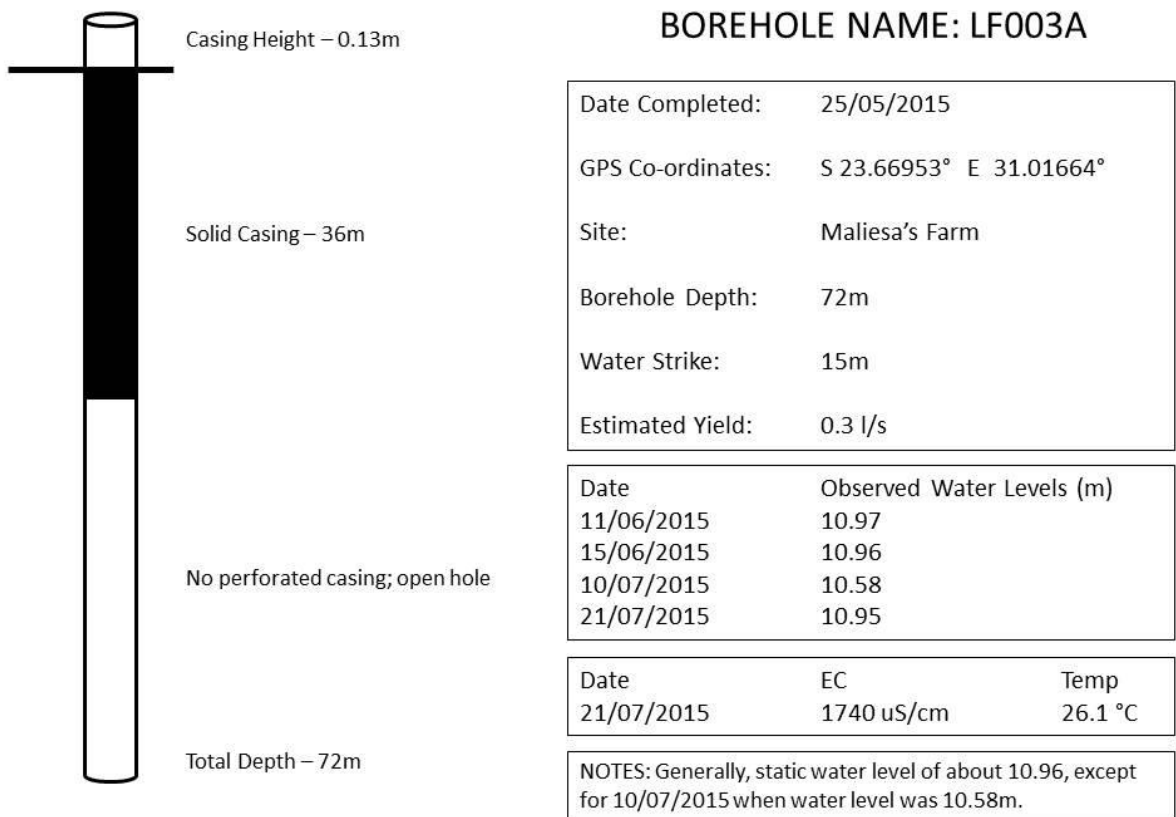 BOREHOLE NAME: LF003A
Casing Height – 0.13m
Solid Casing – 36m
No perforated casing; open hole
Total Depth – 72m
Date Completed: 25/05/2015
GPS Co-ordinates: S 23.66953° E 31.01664°
Site: Maliesa's Farm
Borehole Depth: 72m
Water Strike: 15m
Estimated Yield: 0.3 l/s
Date Observed Water Levels (m)
11/06/2015 10.97
15/06/2015 10.96
10/07/2015 10.58
21/07/2015 10.95
Date EC Temp
21/07/2015 1740 uS/cm 26.1 °C
NOTES: Generally, static water level of about 10.96, except
for 10/07/2015 when water level was 10.58m.